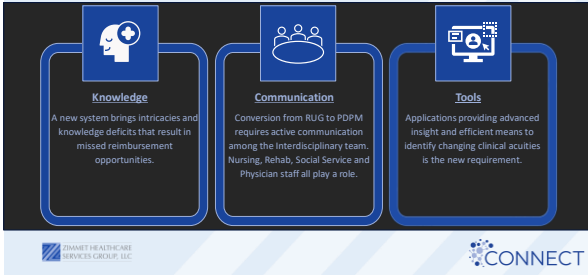 Knowledge
A new system brings intricacies and
knowledge deficits that result in
missed reimbursement
opportunities.
Communication
Conversion from RUG to PDPM
requires active communication
among the Interdisciplinary team.
Nursing, Rehab, Social Service and
Physician staff all play a role.
Tools
Applications providing advanced
insight and efficient means to
identify changing clinical acuities
is the new requirement.
ZIMMET HEALTHCARE
SERVICES GROUP, LLC
CONNECT